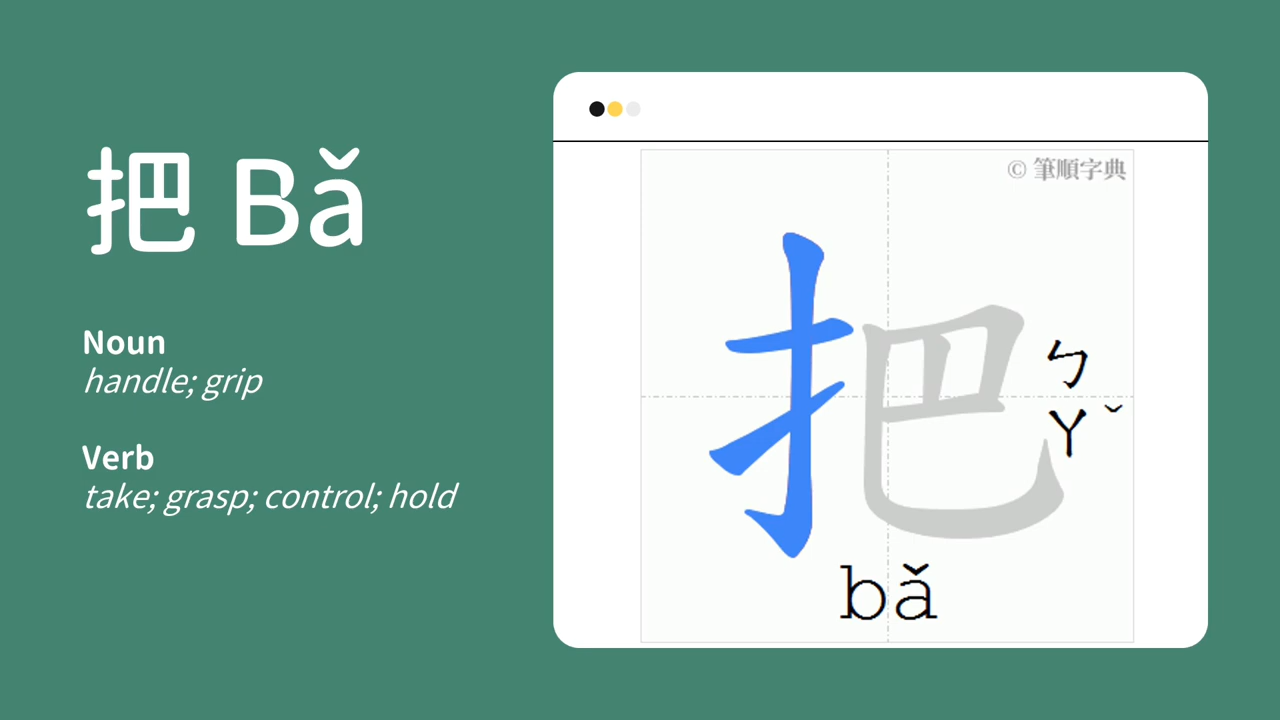 把 Bǎ
Noun
handle; grip
Verb
take; grasp; control; hold
© 筆順字典
把
ㄅ
ㄚˇ
bǎ